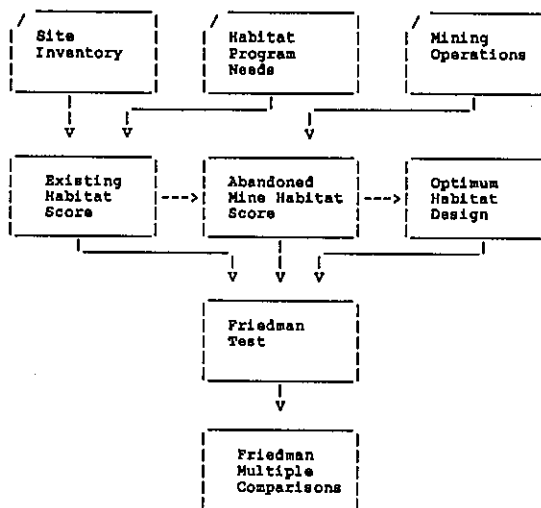 Site
Inventory
Habitat
Program
Needs
Mining
Operations
Existing
Habitat
Score
Abandoned
Mine Habitat
Score
Optimum
Habitat
Design
Friedman
Test
Friedman
Multiple
Comparisons